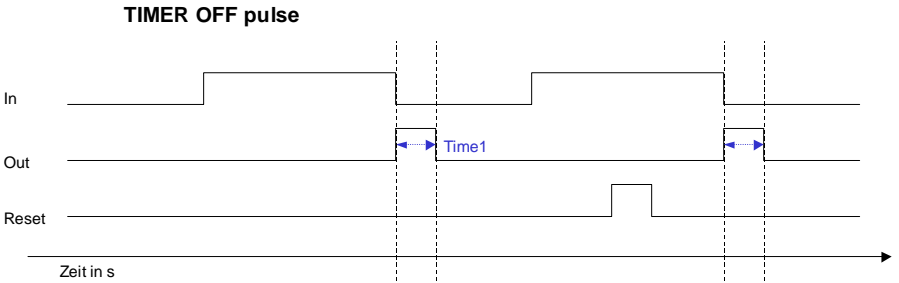 TIMER OFF pulse
In
Out
Time1
Reset
Zeit in s